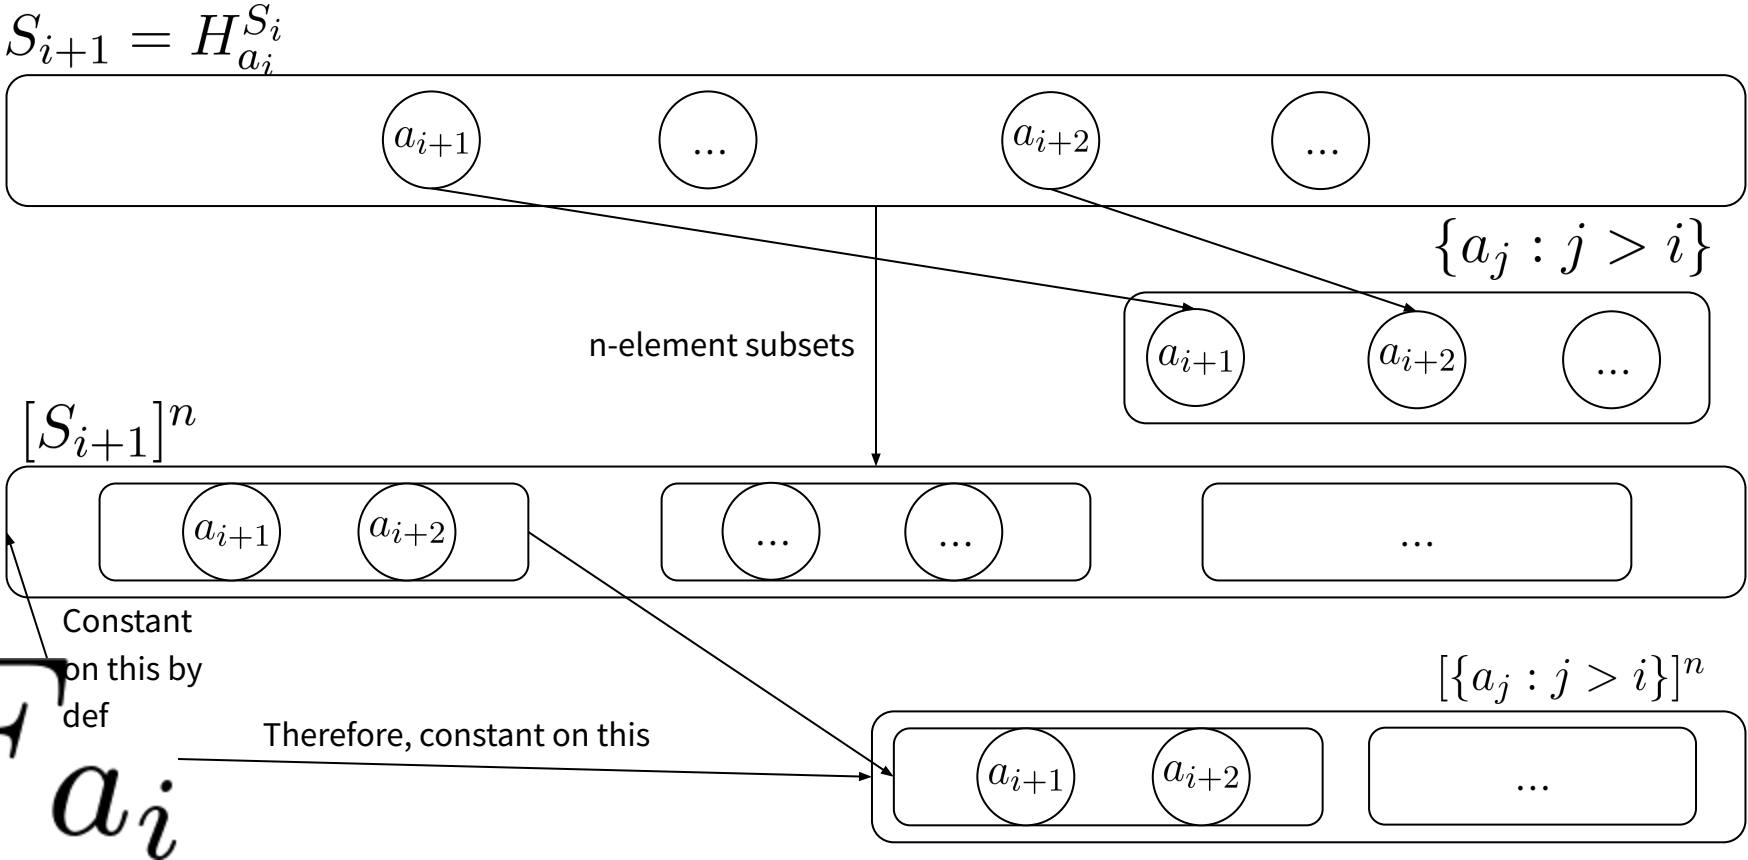 S_{i+1} = H_{a_i}^{S_i}
a_{i+1} ... a_{i+2} ...
{a_j : j > i}
n-element subsets
a_{i+1} a_{i+2} ...
[S_{i+1}]^n
a_{i+1} a_{i+2} ... ... ...
Constant
on this by
def
[{a_j : j > i}]^n
Therefore, constant on this
a_{i+1} a_{i+2} ...
a_i